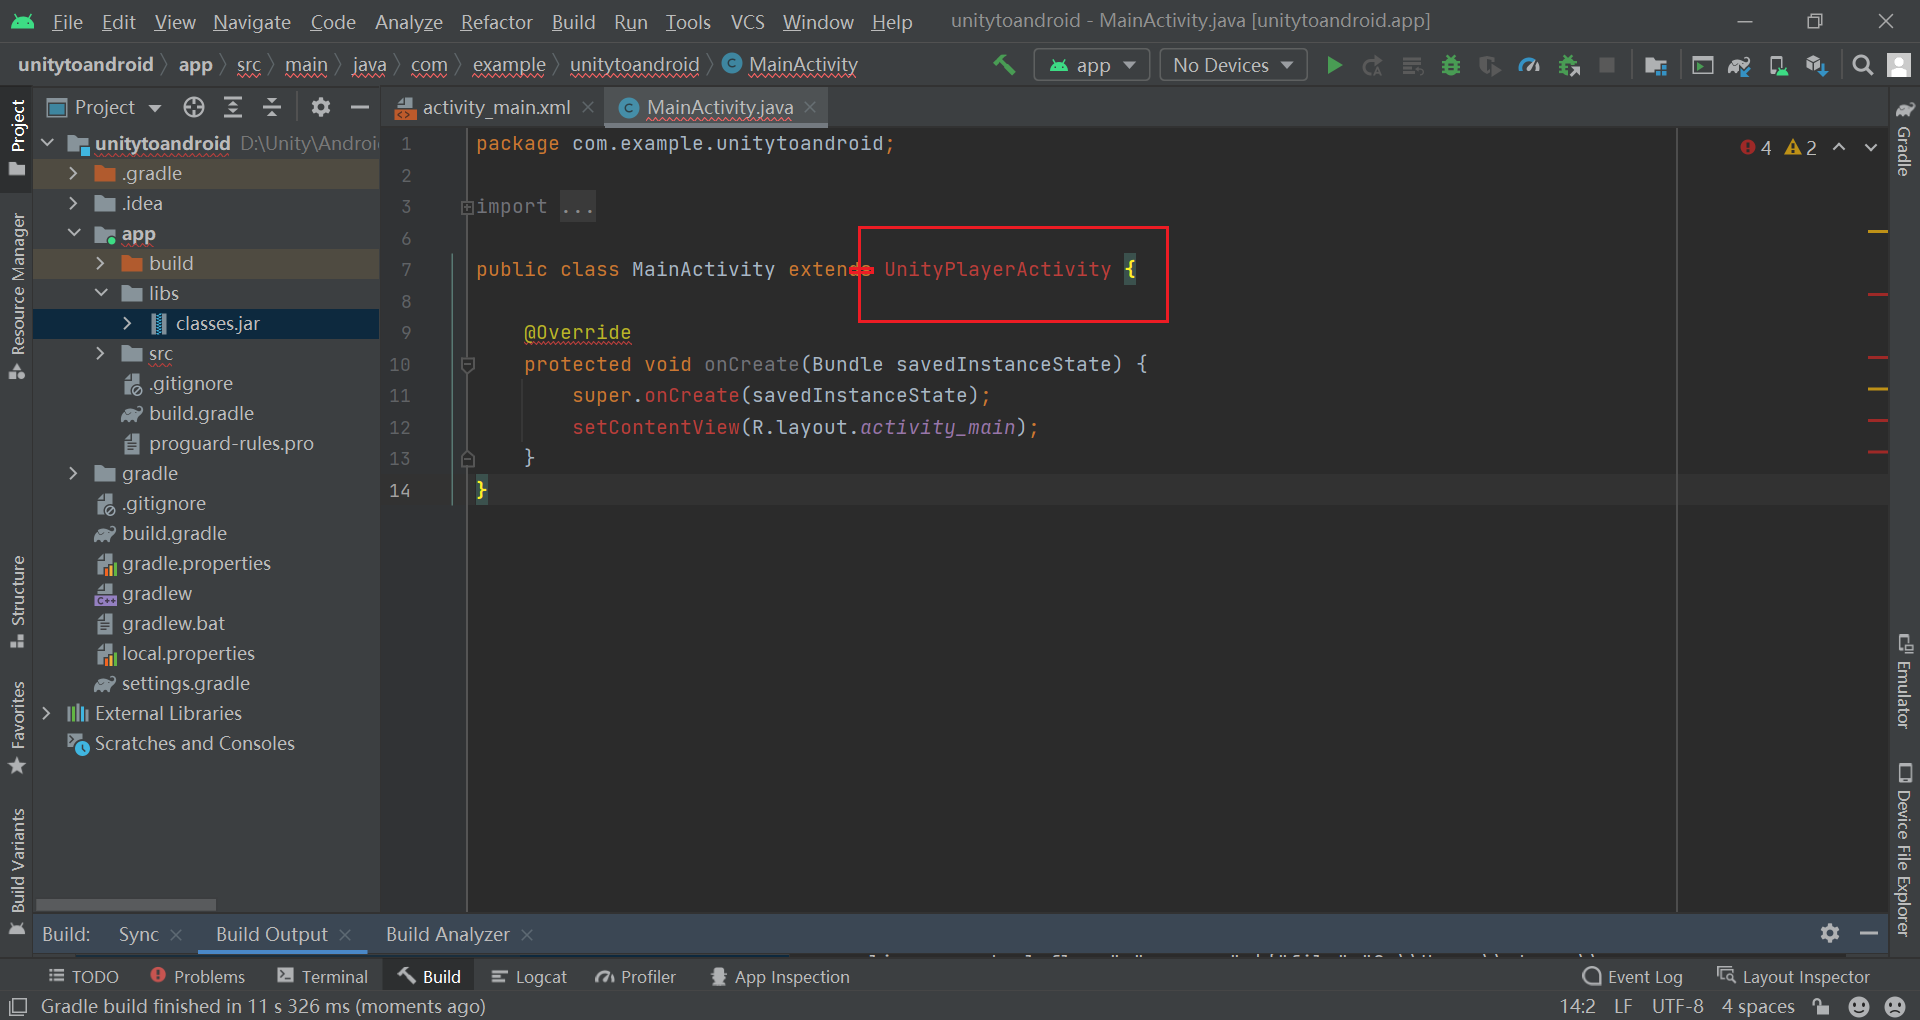 File Edit View Navigate Code Analyze Refactor Build Run Tools VCS Window Help unitytoandroid - MainActivity.java [unitytoandroid.app]
unitytoandroid app src main java com example unitytoandroid MainActivity app No Devices
Project
activity_main.xml MainActivity.java
unitytoandroid D:\Unity\Androi
.gradle
.idea
app
build
libs
classes.jar
src
.gitignore
build.gradle
proguard-rules.pro
gradle
.gitignore
build.gradle
gradle.properties
gradlew
gradlew.bat
local.properties
settings.gradle
External Libraries
Scratches and Consoles
1 package com.example.unitytoandroid;
2
3 import ...
6
7 public class MainActivity extends UnityPlayerActivity {
8
9 @Override
10 protected void onCreate(Bundle savedInstanceState) {
11 super.onCreate(savedInstanceState);
12 setContentView(R.layout.activity_main);
13 }
14 }
4 2
Project
Resource Manager
Structure
Favorites
Build Variants
Gradle
Emulator
Device File Explorer
Build: Sync Build Output Build Analyzer
TODO Problems Terminal Build Logcat Profiler App Inspection Event Log Layout Inspector
Gradle build finished in 11 s 326 ms (moments ago) 14:2 LF UTF-8 4 spaces